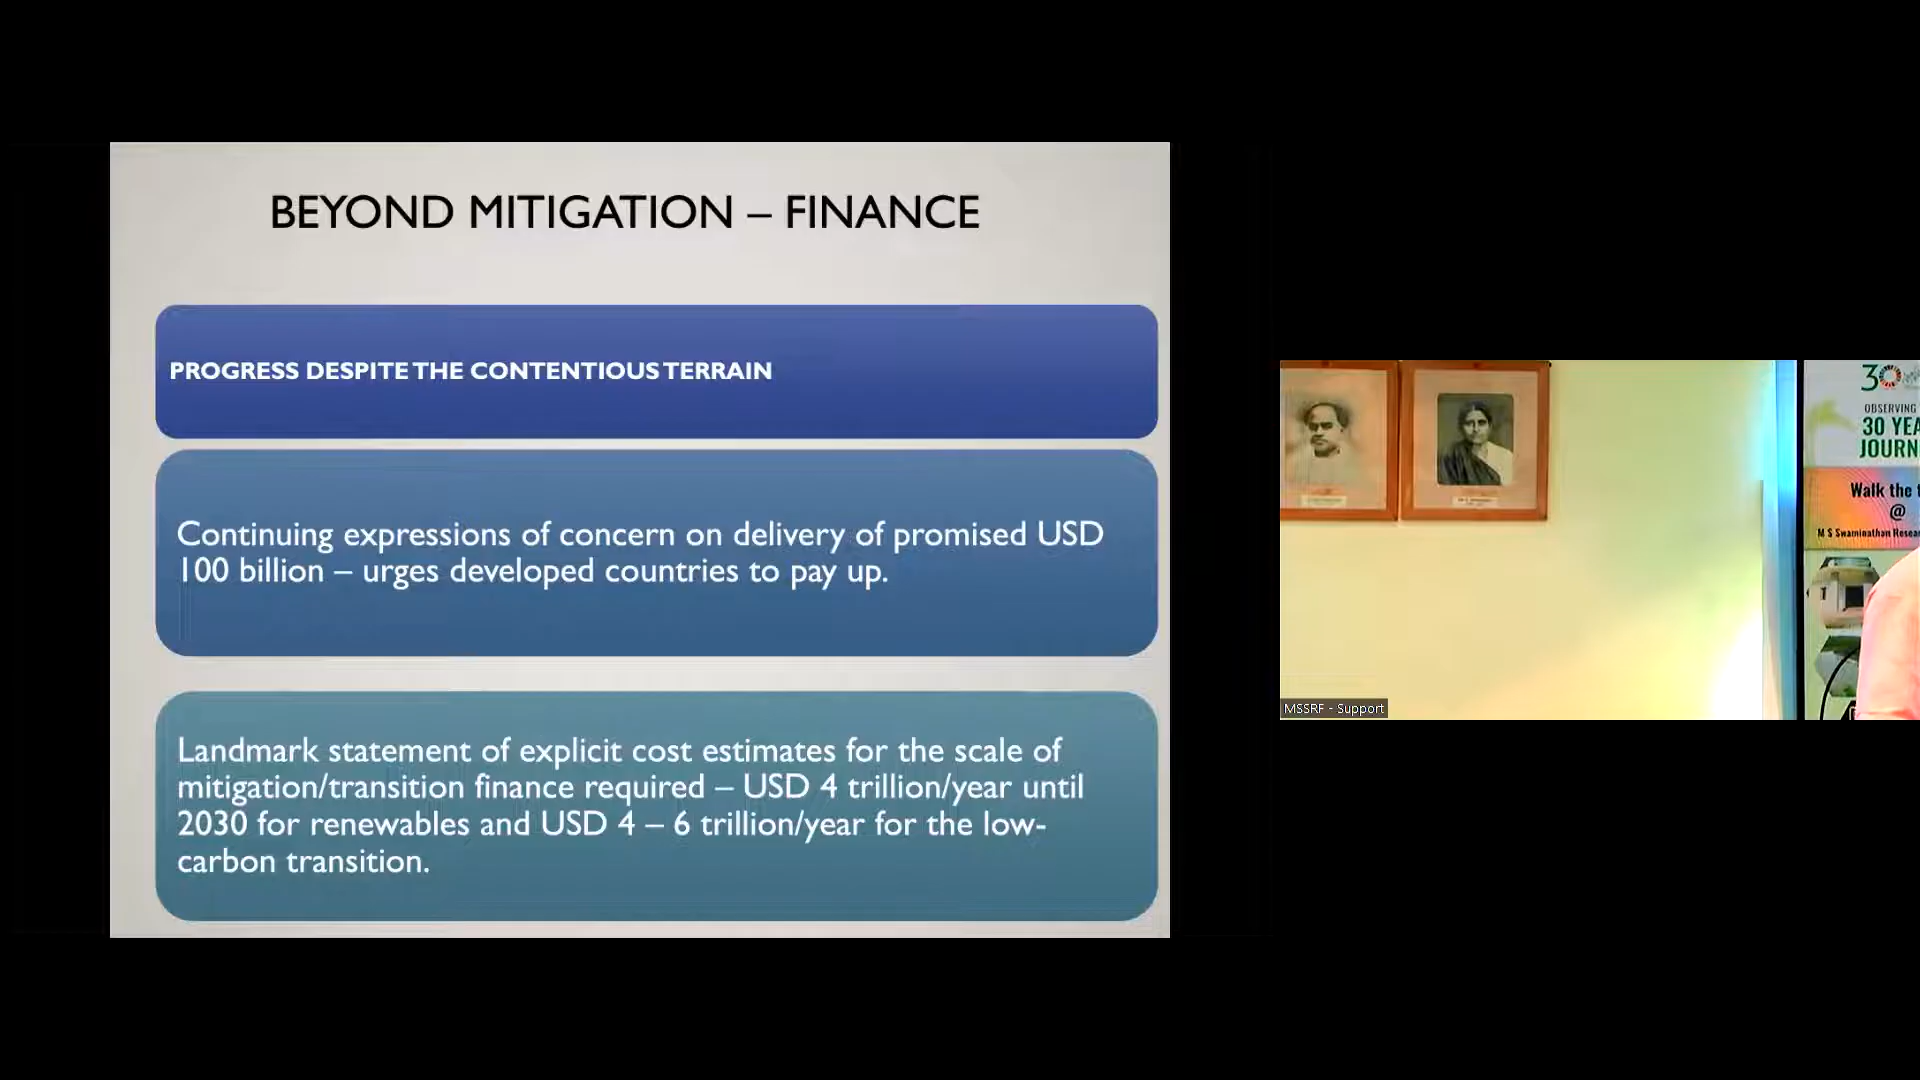 BEYOND MITIGATION – FINANCE
PROGRESS DESPITE THE CONTENTIOUS TERRAIN
Continuing expressions of concern on delivery of promised USD
100 billion – urges developed countries to pay up.
Landmark statement of explicit cost estimates for the scale of
mitigation/transition finance required – USD 4 trillion/year until
2030 for renewables and USD 4 – 6 trillion/year for the low-
carbon transition.
30
OBSERVING
30 YEA
JOURN
Walk the t
@
M S Swaminathan Resear
MSSRF - Support